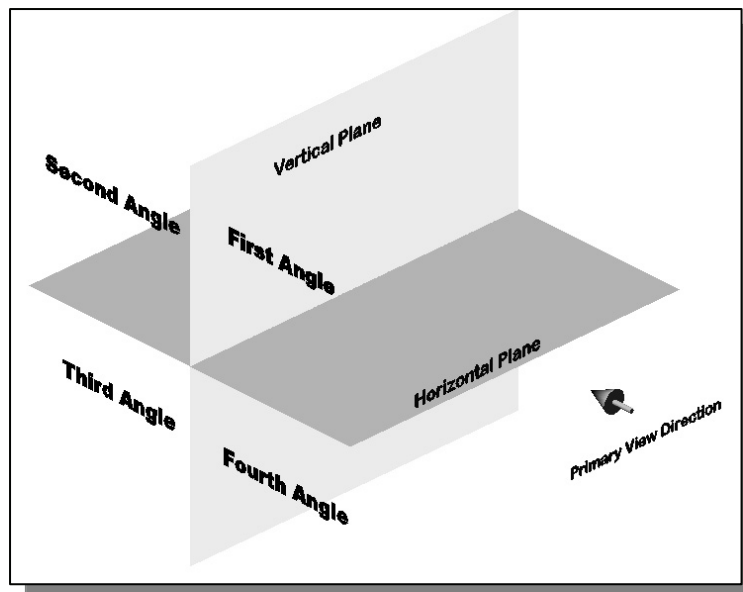 Vertical Plane
Second Angle
First Angle
Horizontal Plane
Third Angle
Primary View Direction
Fourth Angle